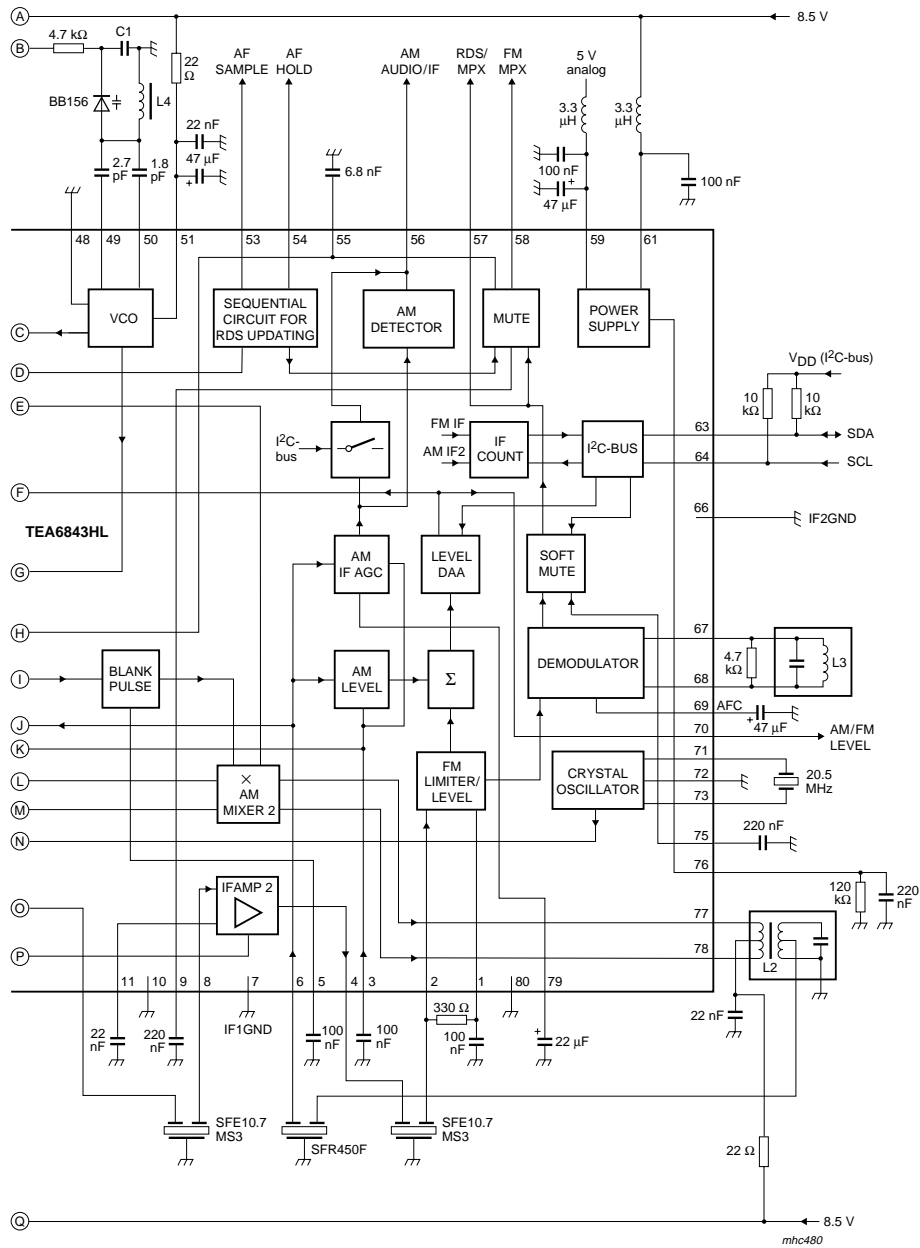 A
8.5 V
B
4.7 kΩ
C1
22
Ω
AF
SAMPLE
AF
HOLD
AM
AUDIO/IF
RDS/
MPX
FM
MPX
5 V
analog
BB156
L4
3.3
μH
3.3
μH
22 nF
47 μF
+
2.7
pF
1.8
pF
6.8 nF
100 nF
47 μF
+
100 nF
48
49
50
51
53
54
55
56
57
58
59
61
VCO
SEQUENTIAL
CIRCUIT FOR
RDS UPDATING
AM
DETECTOR
MUTE
POWER
SUPPLY
C
D
E
VDD (I2C-bus)
10
kΩ
10
kΩ
I2C-
bus
FM IF
AM IF2
IF
COUNT
I2C-BUS
63
SDA
64
SCL
F
66
IF2GND
TEA6843HL
G
AM
IF AGC
LEVEL
DAA
SOFT
MUTE
H
67
I
BLANK
PULSE
AM
LEVEL
Σ
DEMODULATOR
4.7
kΩ
L3
68
69
AFC
+
47 μF
J
70
AM/FM
LEVEL
K
71
L
×
AM
MIXER 2
FM
LIMITER/
LEVEL
CRYSTAL
OSCILLATOR
72
20.5
MHz
M
73
N
75
220 nF
76
O
IFAMP 2
120
kΩ
220
nF
77
P
78
L2
11
10
9
8
7
6
5
4
3
2
1
80
79
IF1GND
330 Ω
22
nF
220
nF
100
nF
100
nF
100
nF
+
22 μF
22 nF
SFE10.7
MS3
SFR450F
SFE10.7
MS3
22 Ω
Q
8.5 V
mhc480